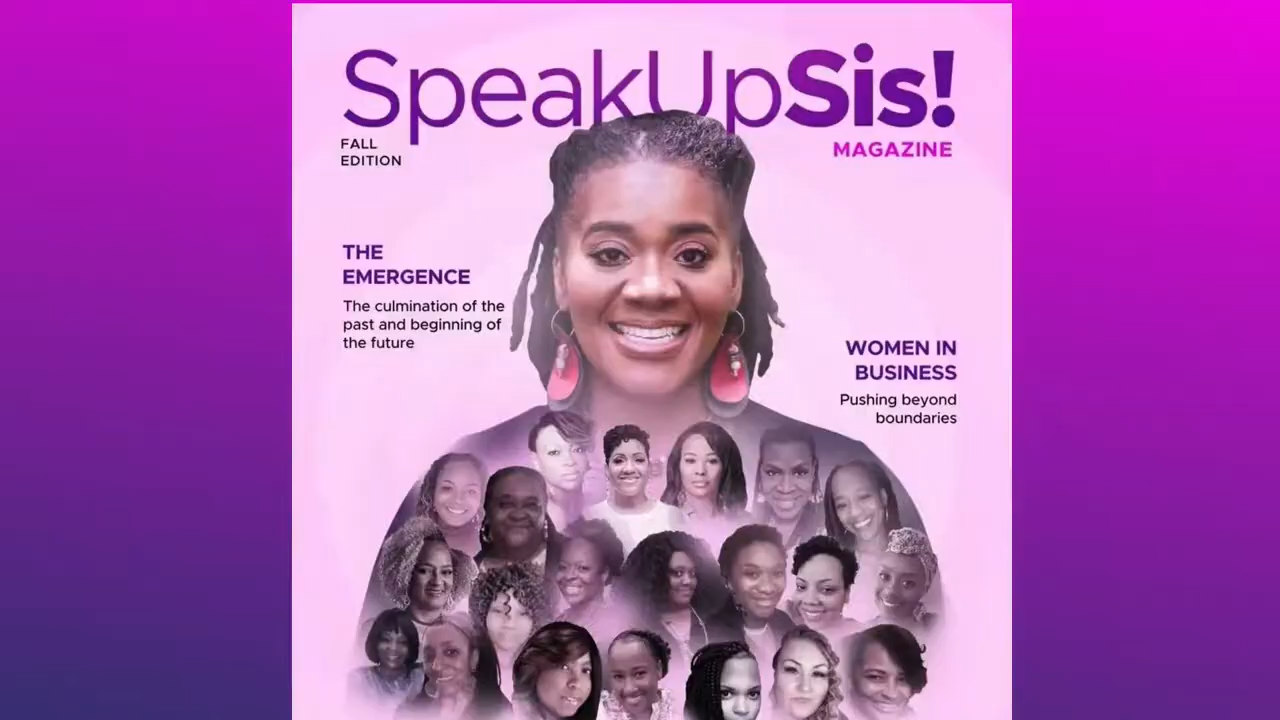 SpeakUpSis!
FALL
EDITION
MAGAZINE
THE
EMERGENCE
The culmination of the
past and beginning of
the future
WOMEN IN
BUSINESS
Pushing beyond
boundaries